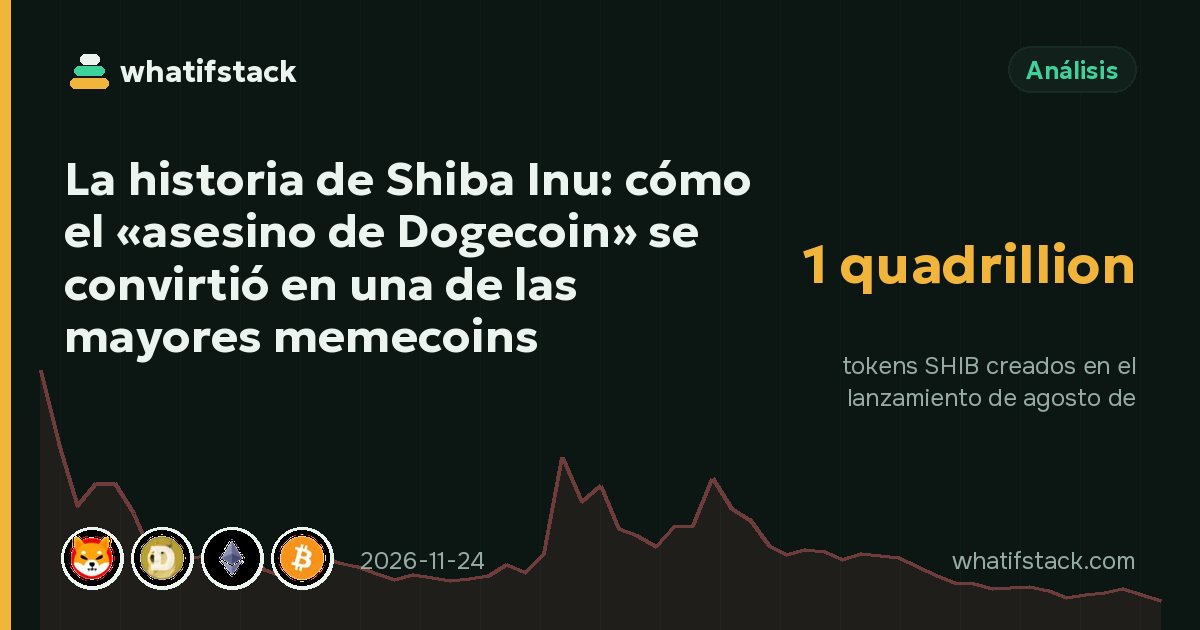 whatifstack
Análisis
La historia de Shiba Inu: cómo
el «asesino de Dogecoin» se
convirtió en una de las
mayores memecoins
1 quadrillion
tokens SHIB creados en el
lanzamiento de agosto de
2026-11-24
whatifstack.com